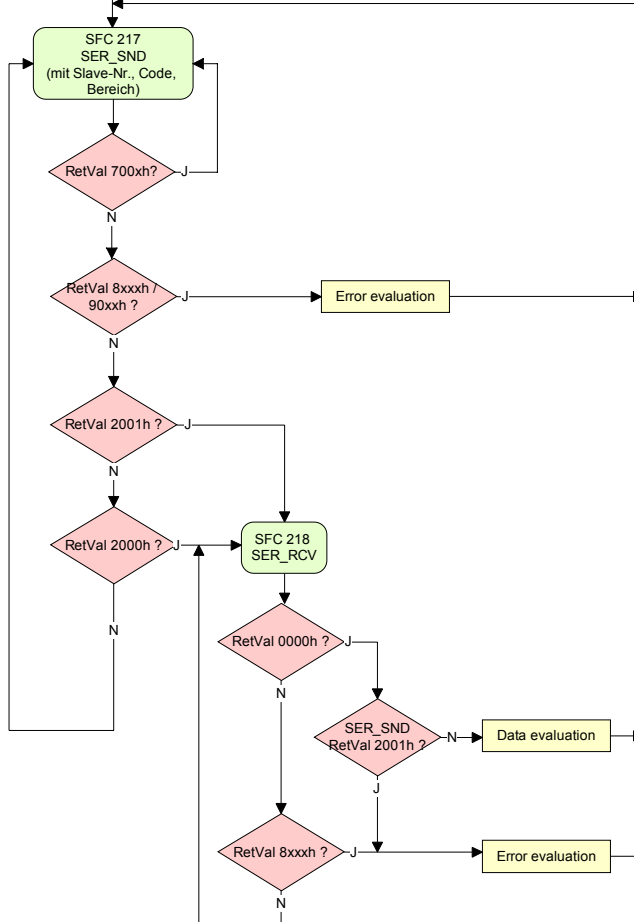 SFC 217
SER_SND
(mit Slave-Nr., Code,
Bereich)
RetVal 700xh?
J
N
RetVal 8xxxh /
90xxh ?
J
Error evaluation
N
RetVal 2001h ?
J
N
RetVal 2000h ?
J
SFC 218
SER_RCV
N
RetVal 0000h ?
J
N
SER_SND
RetVal 2001h ?
N
Data evaluation
J
RetVal 8xxxh ?
J
Error evaluation
N